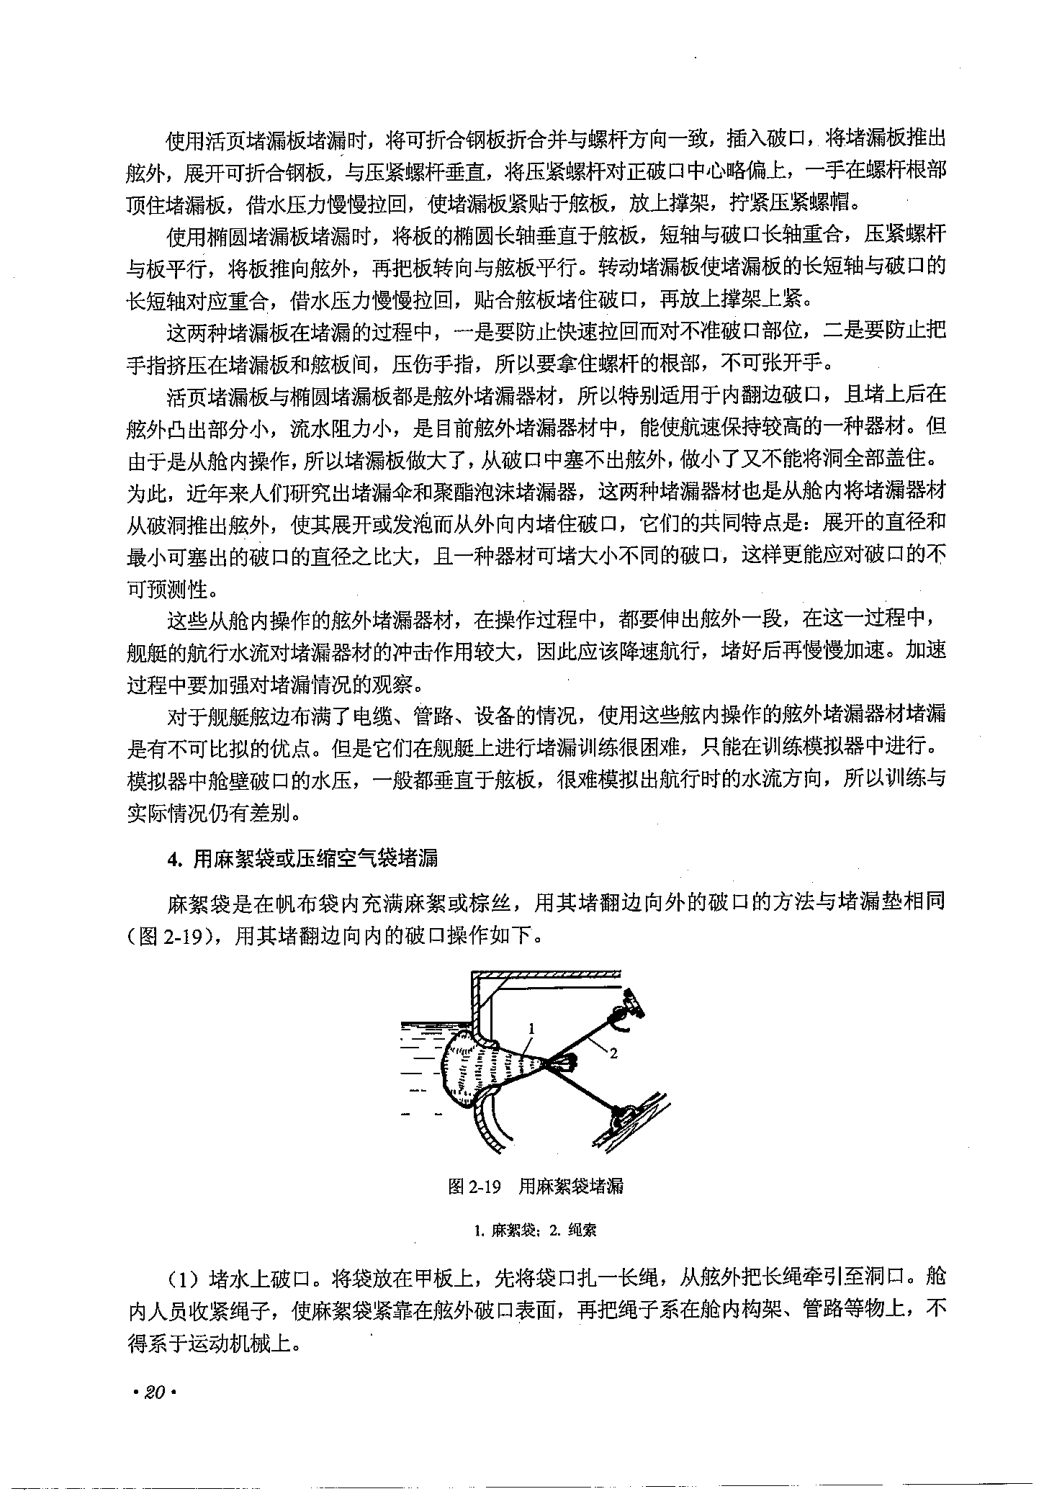 使用活页堵漏板堵漏时，将可折合钢板折合并与螺杆方向一致，插入破口，将堵漏板推出
舷外，展开可折合钢板，与压紧螺杆垂直，将压紧螺杆对正破口中心略偏上，一手在螺杆根部
顶住堵漏板，借水压力慢慢拉回，使堵漏板紧贴于舷板，放上撑架，拧紧压紧螺帽。
使用椭圆堵漏板堵漏时，将板的椭圆长轴垂直于舷板，短轴与破口长轴重合，压紧螺杆
与板平行，将板推向舷外，再把板转向与舷板平行。转动堵漏板使堵漏板的长短轴与破口的
长短轴对应重合，借水压力慢慢拉回，贴合舷板堵住破口，再放上撑架上紧。
这两种堵漏板在堵漏的过程中，一是要防止快速拉回而对不准破口部位，二是要防止把
手指挤压在堵漏板和舷板间，压伤手指，所以要拿住螺杆的根部，不可张开手。
活页堵漏板与椭圆堵漏板都是舷外堵漏器材，所以特别适用于内翻边破口，且堵上后在
舷外凸出部分小，流水阻力小，是目前舷外堵漏器材中，能使航速保持较高的一种器材。但
由于是从舱内操作，所以堵漏板做大了，从破口中塞不出舷外，做小了又不能将洞全部盖住。
为此，近年来人们研究出堵漏伞和聚酯泡沫堵漏器，这两种堵漏器材也是从舱内将堵漏器材
从破洞推出舷外，使其展开或发泡而从外向内堵住破口，它们的共同特点是：展开的直径和
最小可塞出的破口的直径之比大，且一种器材可堵大小不同的破口，这样更能应对破口的不
可预测性。
这些从舱内操作的舷外堵漏器材，在操作过程中，都要伸出舷外一段，在这一过程中，
舰艇的航行水流对堵漏器材的冲击作用较大，因此应该降速航行，堵好后再慢慢加速。加速
过程中要加强对堵漏情况的观察。
对于舰艇舷边布满了电缆、管路、设备的情况，使用这些舷内操作的舷外堵漏器材堵漏
是有不可比拟的优点。但是它们在舰艇上进行堵漏训练很困难，只能在训练模拟器中进行。
模拟器中舱壁破口的水压，一般都垂直于舷板，很难模拟出航行时的水流方向，所以训练与
实际情况仍有差别。
4. 用麻絮袋或压缩空气袋堵漏
麻絮袋是在帆布袋内充满麻絮或棕丝，用其堵翻边向外的破口的方法与堵漏垫相同
（图 2-19），用其堵翻边向内的破口操作如下。
1
2
图 2-19 用麻絮袋堵漏
1. 麻絮袋；2. 绳索
（1）堵水上破口。将袋放在甲板上，先将袋口扎一长绳，从舷外把长绳牵引至洞口。舱
内人员收紧绳子，使麻絮袋紧靠在舷外破口表面，再把绳子系在舱内构架、管路等物上，不
得系于运动机械上。
· 20 ·